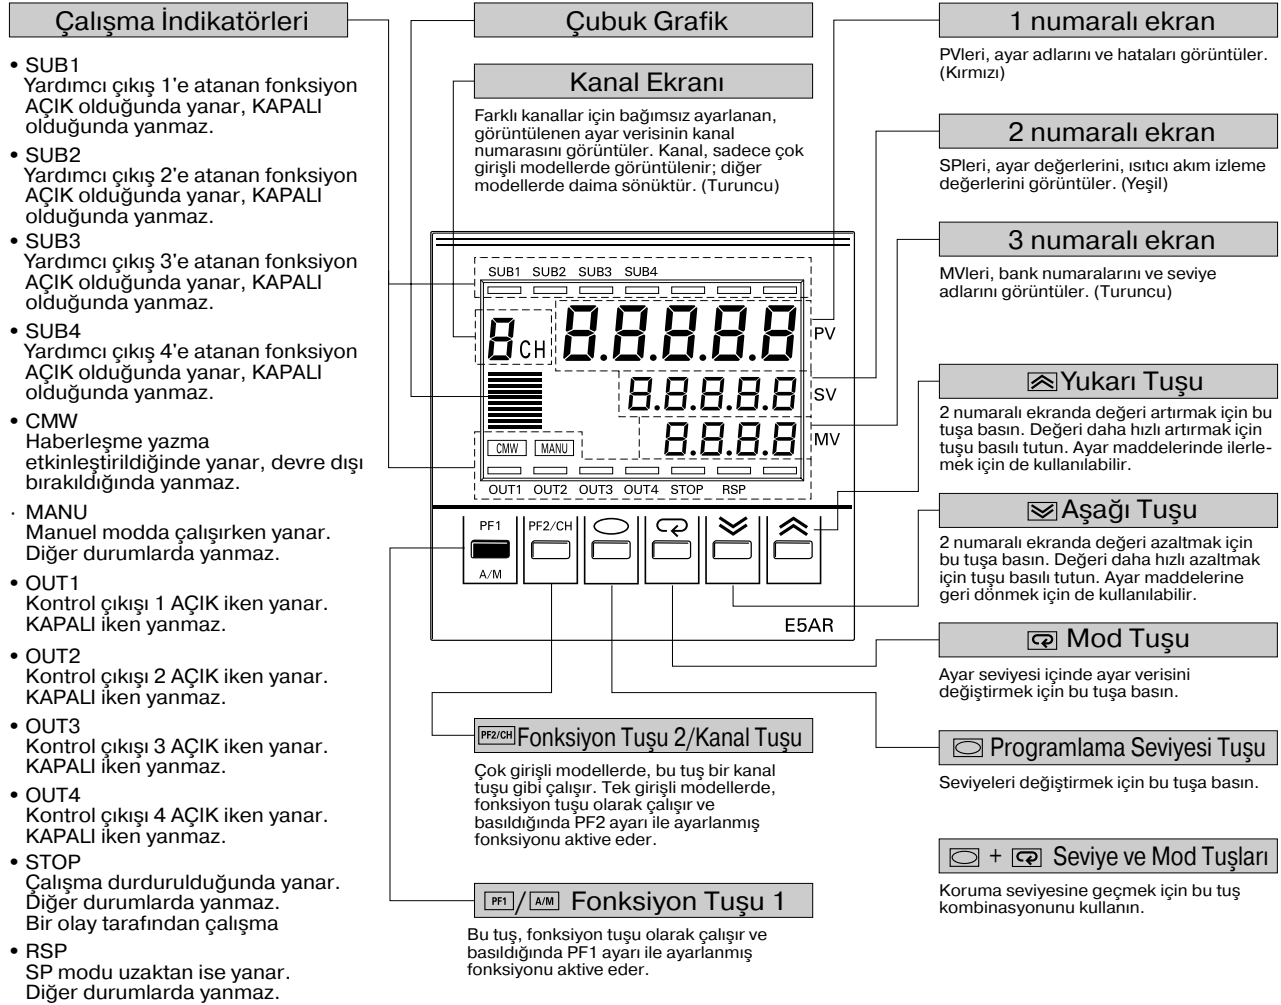 Çalışma İndikatörleri
• SUB1
Yardımcı çıkış 1'e atanan fonksiyon
AÇIK olduğunda yanar, KAPALI
olduğunda yanmaz.
• SUB2
Yardımcı çıkış 2'e atanan fonksiyon
AÇIK olduğunda yanar, KAPALI
olduğunda yanmaz.
• SUB3
Yardımcı çıkış 3'e atanan fonksiyon
AÇIK olduğunda yanar, KAPALI
olduğunda yanmaz.
• SUB4
Yardımcı çıkış 4'e atanan fonksiyon
AÇIK olduğunda yanar, KAPALI
olduğunda yanmaz.
• CMW
Haberleşme yazma
etkinleştirildiğinde yanar, devre dışı
bırakıldığında yanmaz.
· MANU
Manuel modda çalışırken yanar.
Diğer durumlarda yanmaz.
• OUT1
Kontrol çıkışı 1 AÇIK iken yanar.
KAPALI iken yanmaz.
• OUT2
Kontrol çıkışı 2 AÇIK iken yanar.
KAPALI iken yanmaz.
• OUT3
Kontrol çıkışı 3 AÇIK iken yanar.
KAPALI iken yanmaz.
• OUT4
Kontrol çıkışı 4 AÇIK iken yanar.
KAPALI iken yanmaz.
• STOP
Çalışma durdurulduğunda yanar.
Diğer durumlarda yanmaz.
Bir olay tarafından çalışma
• RSP
SP modu uzaktan ise yanar.
Diğer durumlarda yanmaz.
Çubuk Grafik
Kanal Ekranı
Farklı kanallar için bağımsız ayarlanan,
görüntülenen ayar verisinin kanal
numarasını görüntüler. Kanal, sadece çok
girişli modellerde görüntülenir; diğer
modellerde daima sönüktür. (Turuncu)
SUB1 SUB2 SUB3 SUB4
8 CH 8.8.8.8.8 PV
8.8.8.8.8 SV
CMW MANU 8.8.8.8 MV
OUT1 OUT2 OUT3 OUT4 STOP RSP
PF1 PF2/CH
A/M
E5AR
PF2/CH Fonksiyon Tuşu 2/Kanal Tuşu
Çok girişli modellerde, bu tuş bir kanal
tuşu gibi çalışır. Tek girişli modellerde,
fonksiyon tuşu olarak çalışır ve
basıldığında PF2 ayarı ile ayarlanmış
fonksiyonu aktive eder.
PF1 / A/M Fonksiyon Tuşu 1
Bu tuş, fonksiyon tuşu olarak çalışır ve
basıldığında PF1 ayarı ile ayarlanmış
fonksiyonu aktive eder.
1 numaralı ekran
PVleri, ayar adlarını ve hataları görüntüler.
(Kırmızı)
2 numaralı ekran
SPleri, ayar değerlerini, ısıtıcı akım izleme
değerlerini görüntüler. (Yeşil)
3 numaralı ekran
MVleri, bank numaralarını ve seviye
adlarını görüntüler. (Turuncu)
Yukarı Tuşu
2 numaralı ekranda değeri artırmak için bu
tuşa basın. Değeri daha hızlı artırmak için
tuşu basılı tutun. Ayar maddelerinde ilerle-
mek için de kullanılabilir.
Aşağı Tuşu
2 numaralı ekranda değeri azaltmak için
bu tuşa basın. Değeri daha hızlı azaltmak
için tuşu basılı tutun. Ayar maddelerine
geri dönmek için de kullanılabilir.
Mod Tuşu
Ayar seviyesi içinde ayar verisini
değiştirmek için bu tuşa basın.
Programlama Seviyesi Tuşu
Seviyeleri değiştirmek için bu tuşa basın.
+ Seviye ve Mod Tuşları
Koruma seviyesine geçmek için bu tuş
kombinasyonunu kullanın.